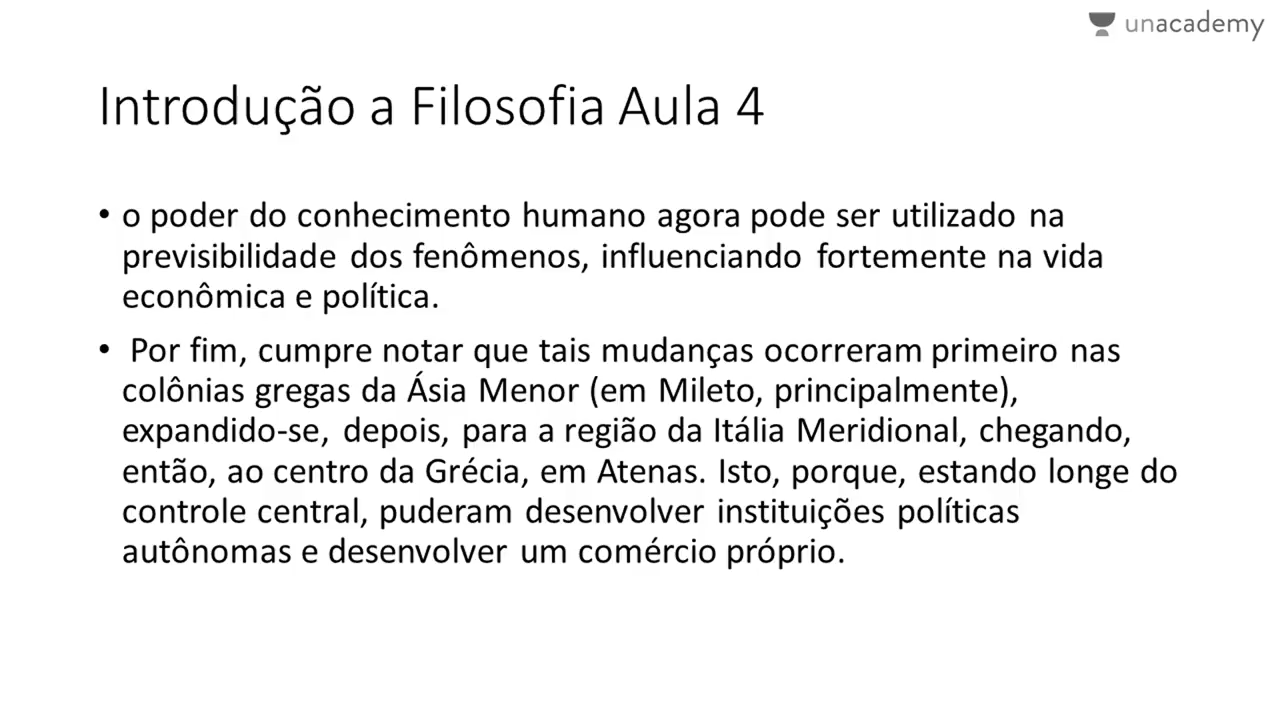 unacademy
Introdução a Filosofia Aula 4
• o poder do conhecimento humano agora pode ser utilizado na
previsibilidade dos fenômenos, influenciando fortemente na vida
econômica e política.
• Por fim, cumpre notar que tais mudanças ocorreram primeiro nas
colônias gregas da Ásia Menor (em Mileto, principalmente),
expandido-se, depois, para a região da Itália Meridional, chegando,
então, ao centro da Grécia, em Atenas. Isto, porque, estando longe do
controle central, puderam desenvolver instituições políticas
autônomas e desenvolver um comércio próprio.